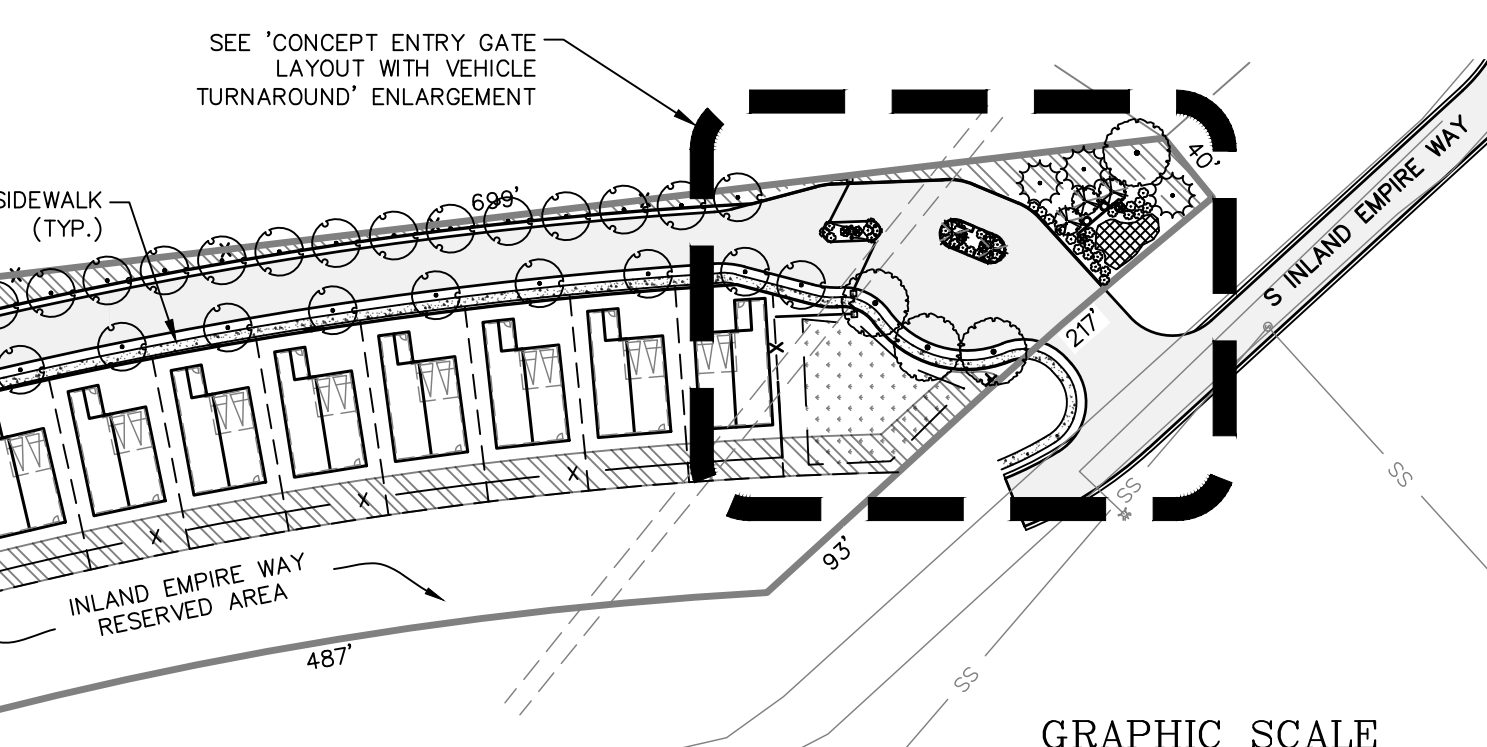 SEE 'CONCEPT ENTRY GATE
LAYOUT WITH VEHICLE
TURNAROUND' ENLARGEMENT
40'
S INLAND EMPIRE WAY
SIDEWALK
(TYP.)
699'
217'
SS
SS
93'
INLAND EMPIRE WAY
RESERVED AREA
487'
SS
GRAPHIC SCALE